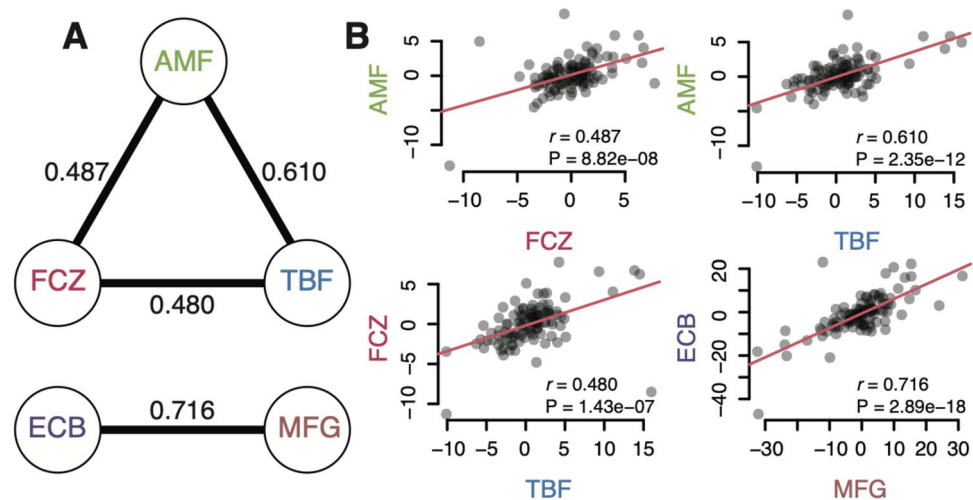 A
AMF
0.487
0.610
FCZ
TBF
0.480
ECB
0.716
MFG
B
AMF
5
0
−10
r = 0.487
P = 8.82e−08
−10
−5
0
5
FCZ
AMF
5
0
−10
r = 0.610
P = 2.35e−12
−10
−5
0
5
10
15
TBF
FCZ
5
0
−5
−10
r = 0.480
P = 1.43e−07
−10
−5
0
5
10
15
TBF
ECB
20
0
−20
−40
r = 0.716
P = 2.89e−18
−30
−10
0
10
20
30
MFG